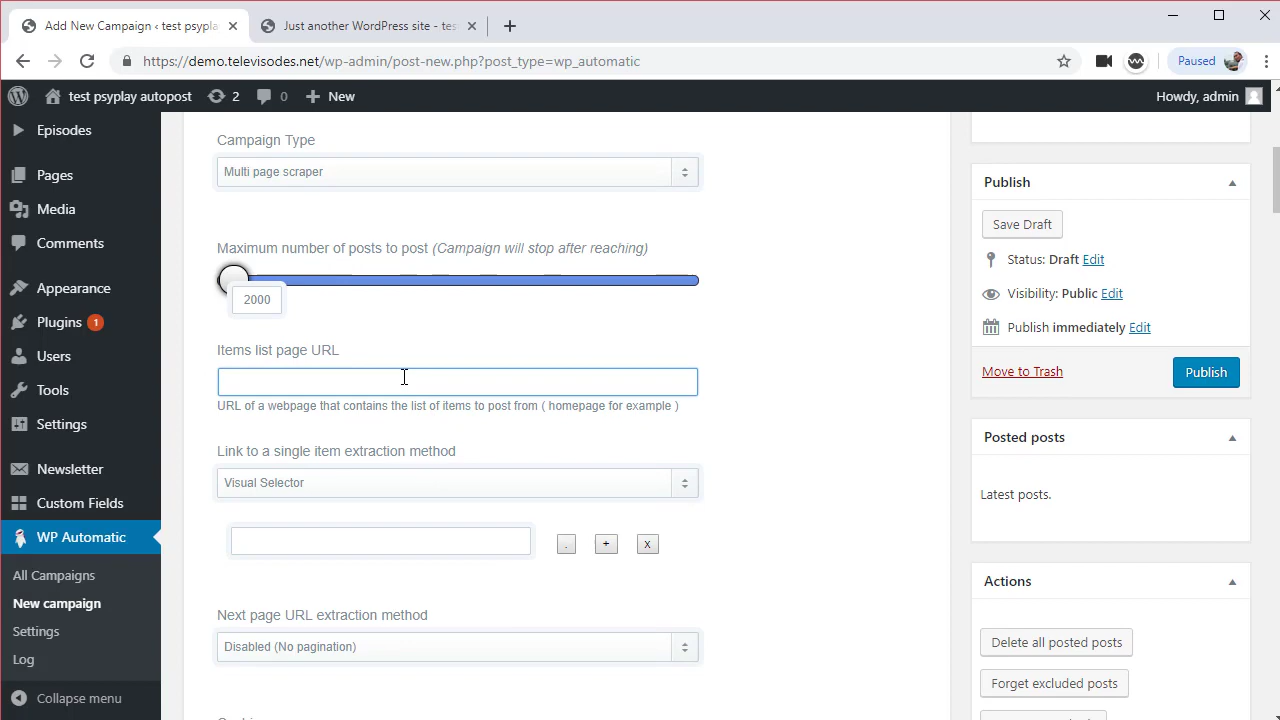 Add New Campaign ‹ test psypla
Just another WordPress site - tes
https://demo.televisodes.net/wp-admin/post-new.php?post_type=wp_automatic
Paused
test psyplay autopost
2
0
New
Howdy, admin
Episodes
Pages
Media
Comments
Appearance
Plugins 1
Users
Tools
Settings
Newsletter
Custom Fields
WP Automatic
All Campaigns
New campaign
Settings
Log
Collapse menu
Campaign Type
Multi page scraper
Maximum number of posts to post (Campaign will stop after reaching)
2000
Items list page URL
URL of a webpage that contains the list of items to post from ( homepage for example )
Link to a single item extraction method
Visual Selector
. + x
Next page URL extraction method
Disabled (No pagination)
Publish
Save Draft
Status: Draft Edit
Visibility: Public Edit
Publish immediately Edit
Move to Trash
Publish
Posted posts
Latest posts.
Actions
Delete all posted posts
Forget excluded posts